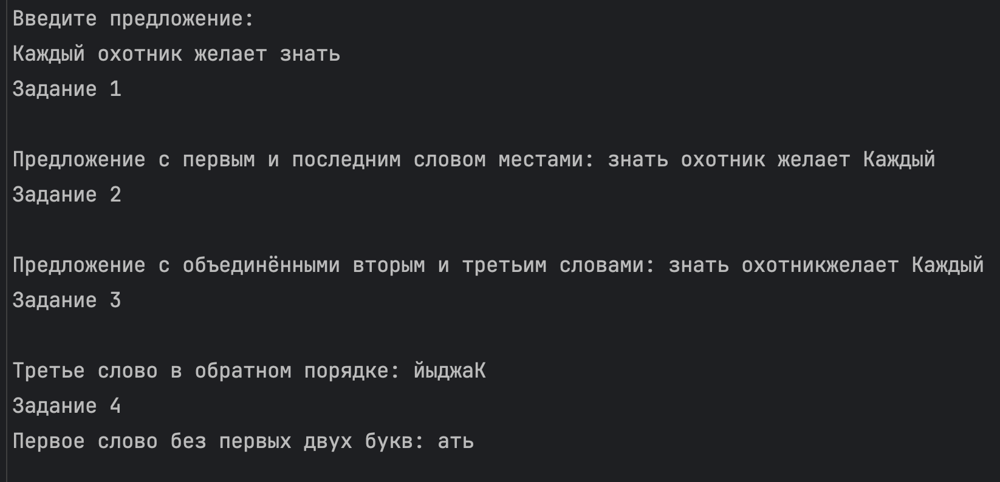 Введите предложение:
Каждый охотник желает знать
Задание 1
Предложение с первым и последним словом местами: знать охотник желает Каждый
Задание 2
Предложение с объединёнными вторым и третьим словами: знать охотникжелает Каждый
Задание 3
Третье слово в обратном порядке: йыджаК
Задание 4
Первое слово без первых двух букв: ать